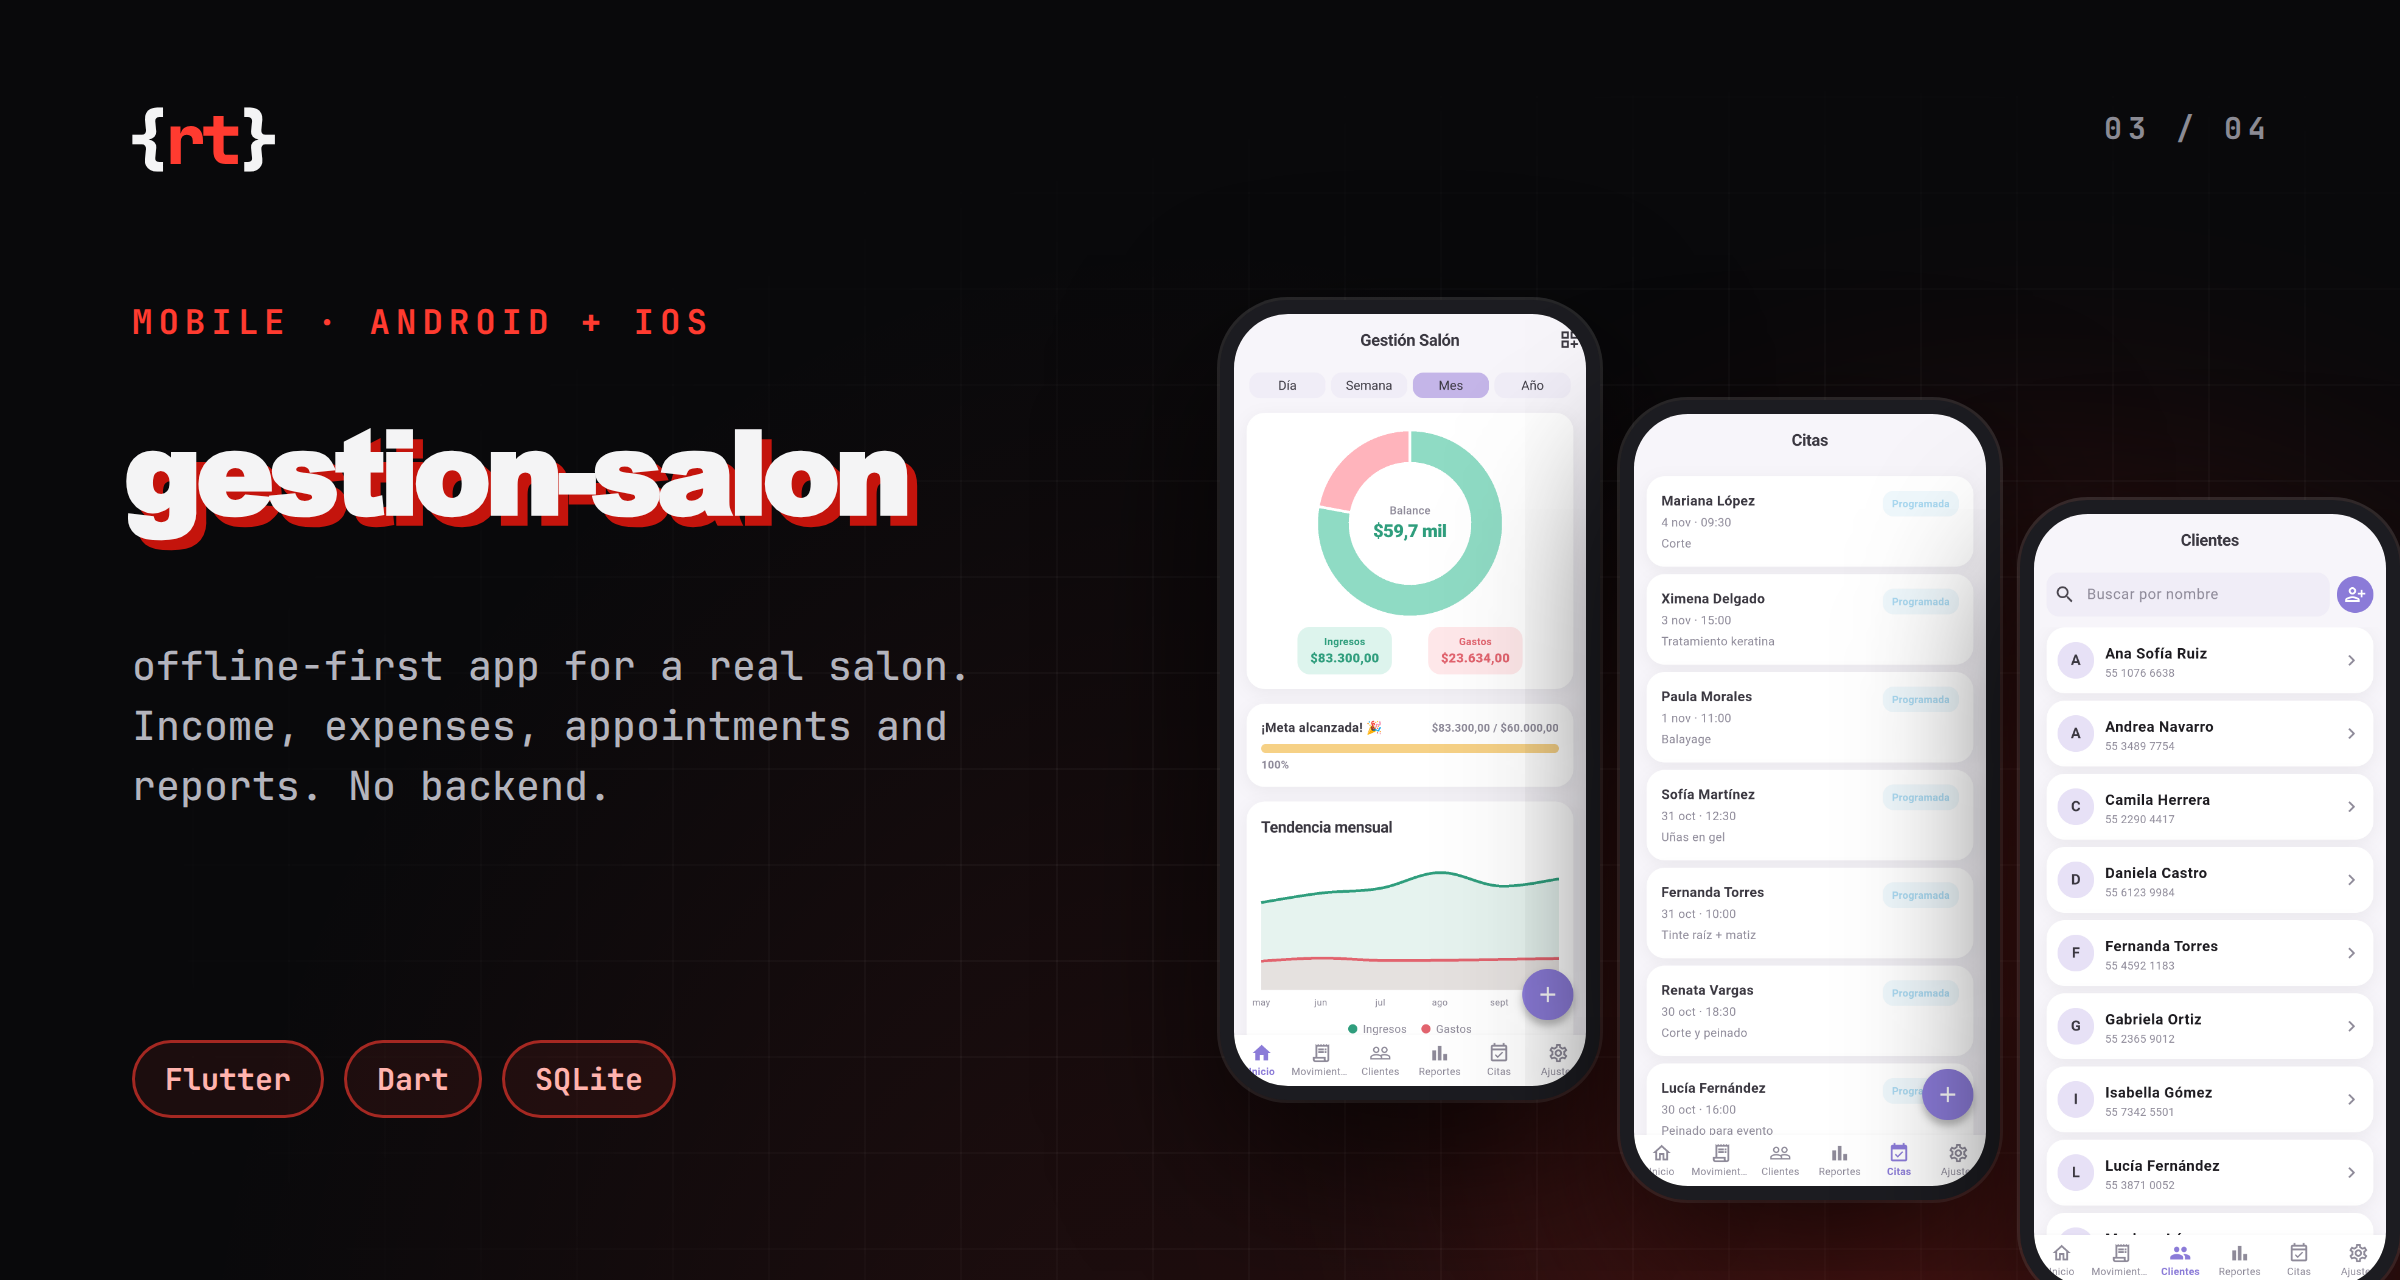 {rt}
03 / 04
MOBILE · ANDROID + IOS
gestion-salon
offline-first app for a real salon.
Income, expenses, appointments and
reports. No backend.
Flutter
Dart
SQLite
Gestión Salón
Día
Semana
Mes
Año
Balance
$59,7 mil
Ingresos
$83.300,00
Gastos
$23.634,00
¡Meta alcanzada! 🎉
$83.300,00 / $60.000,00
100%
Tendencia mensual
may
jun
jul
ago
sept
Ingresos
Gastos
Inicio
Movimient...
Clientes
Reportes
Citas
Citas
Mariana López
Programada
4 nov · 09:30
Corte
Ximena Delgado
Programada
3 nov · 15:00
Tratamiento keratina
Paula Morales
Programada
1 nov · 11:00
Balayage
Sofía Martínez
Programada
31 oct · 12:30
Uñas en gel
Fernanda Torres
Programada
31 oct · 10:00
Tinte raíz + matiz
Renata Vargas
Programada
30 oct · 18:30
Corte y peinado
Lucía Fernández
30 oct · 16:00
Peinado para evento
Movimient...
Clientes
Reportes
Citas
Clientes
Buscar por nombre
A
Ana Sofía Ruiz
55 1076 6638
A
Andrea Navarro
55 3489 7754
C
Camila Herrera
55 2290 4417
D
Daniela Castro
55 6123 9984
F
Fernanda Torres
55 4592 1183
G
Gabriela Ortiz
55 2365 9012
I
Isabella Gómez
55 7342 5501
L
Lucía Fernández
55 3871 0052
Movimient...
Clientes
Reportes
Citas